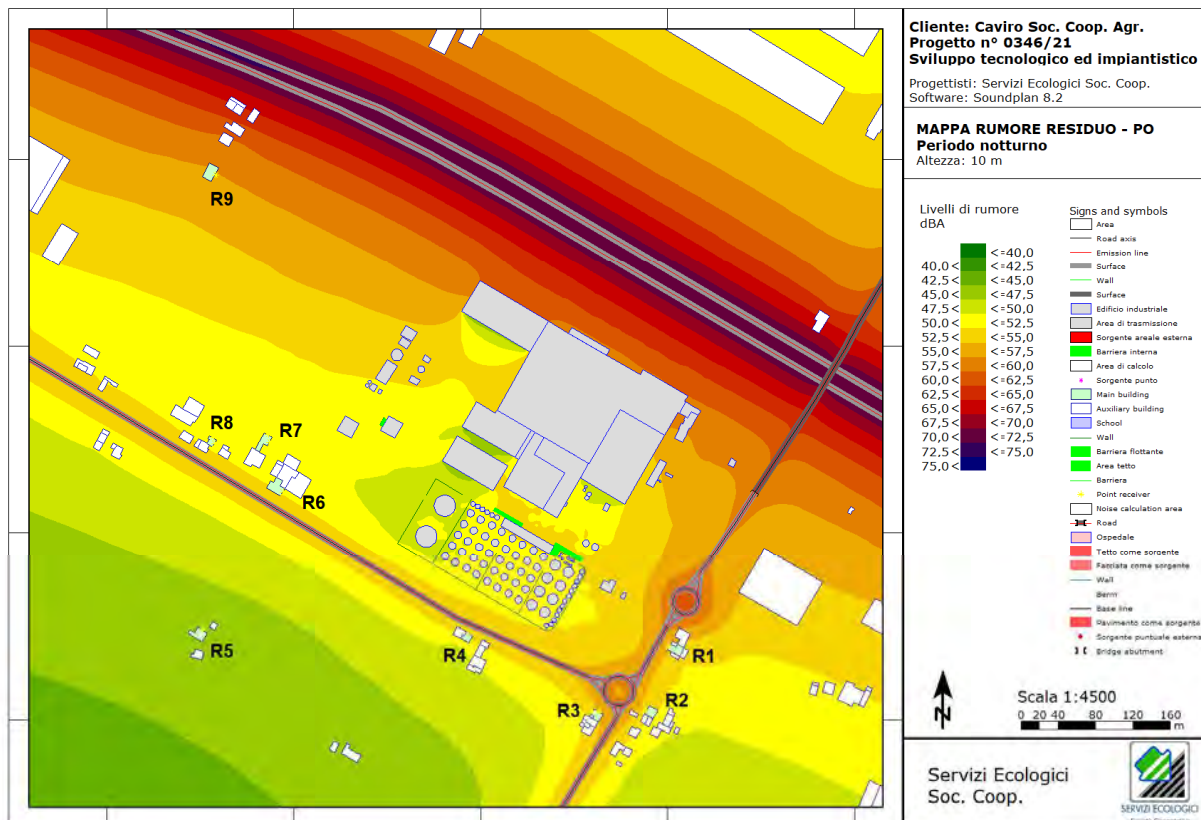 Cliente: Caviro Soc. Coop. Agr.
Progetto n° 0346/21
Sviluppo tecnologico ed impiantistico
Progettisti: Servizi Ecologici Soc. Coop.
Software: Soundplan 8.2
MAPPA RUMORE RESIDUO - PO
Periodo notturno
Altezza: 10 m
Livelli di rumore
dBA
<=40,0
40,0< <=42,5
42,5< <=45,0
45,0< <=47,5
47,5< <=50,0
50,0< <=52,5
52,5< <=55,0
55,0< <=57,5
57,5< <=60,0
60,0< <=62,5
62,5< <=65,0
65,0< <=67,5
67,5< <=70,0
70,0< <=72,5
72,5< <=75,0
75,0<
Signs and symbols
Area
Road axis
Emission line
Surface
Wall
Surface
Edificio industriale
Area di trasmissione
Sorgente areale esterna
Barriera interna
Area di calcolo
Sorgente punto
Main building
Auxiliary building
School
Wall
Barriera flottante
Area tetto
Barriera
Point receiver
Noise calculation area
Road
Ospedale
Tetto come sorgente
Facciata come sorgente
Wall
Berm
Base line
Pavimento come sorgente
Sorgente puntuale esterna
Bridge abutment
R9
R8
R7
R6
R5
R4
R1
R3
R2
N
Scala 1:4500
0 20 40 80 120 160
m
Servizi Ecologici
Soc. Coop.
SERVIZI ECOLOGICI